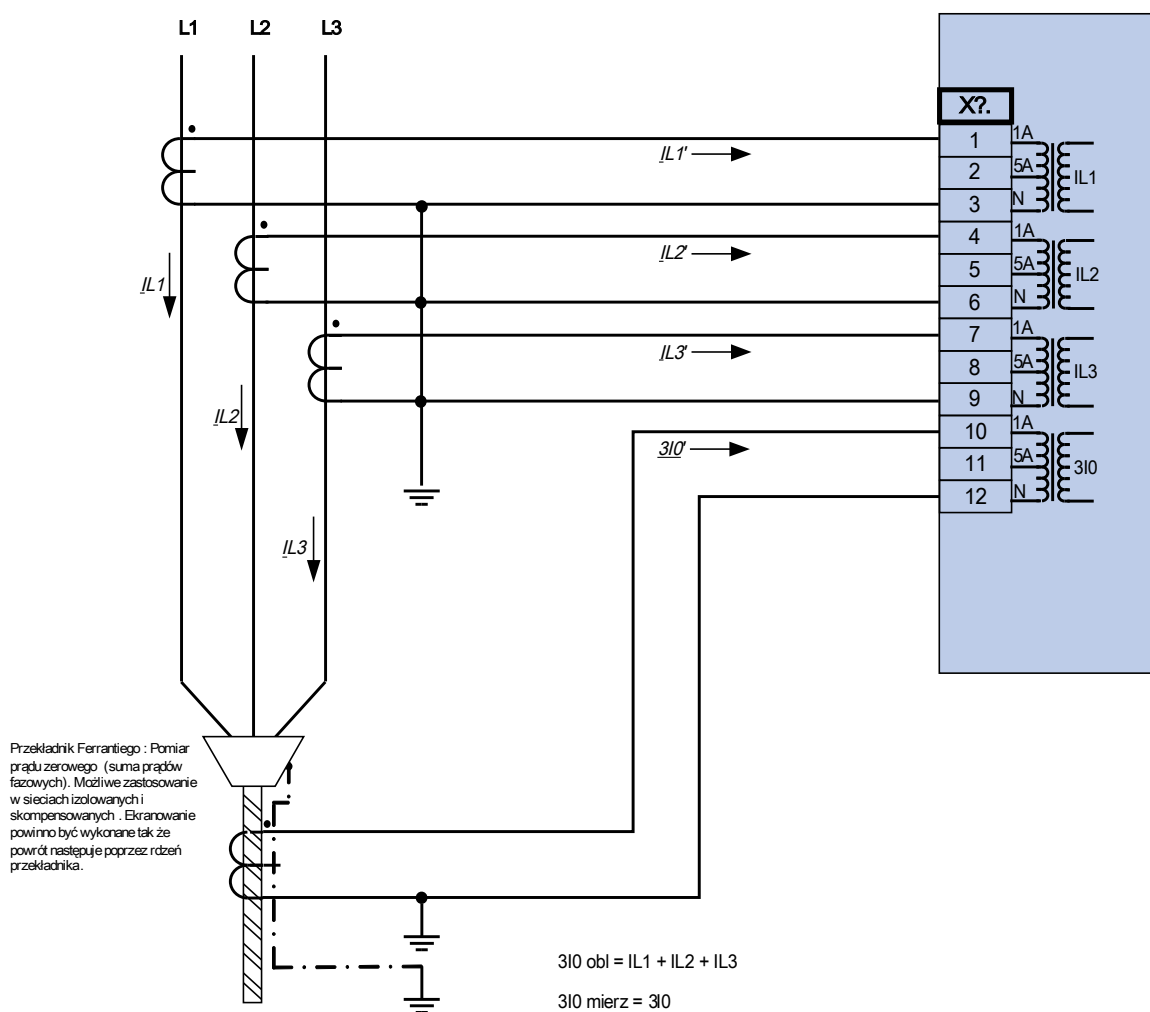 L1 L2 L3
X?.
1 1A
2 5A IL1
3 N
4 1A
5 5A IL2
6 N
7 1A
8 5A IL3
9 N
10 1A
11 5A 3I0
12 N
IL1'
IL2'
IL3'
3I0'
IL1
IL2
IL3
Przekładnik Ferrantiego : Pomiar
prądu zerowego (suma prądów
fazowych). Możliwe zastosowanie
w sieciach izolowanych i
skompensowanych . Ekranowanie
powinno być wykonane tak że
powrót następuje poprzez rdzeń
przekładnika.
3I0 obl = IL1 + IL2 + IL3
3I0 mierz = 3I0